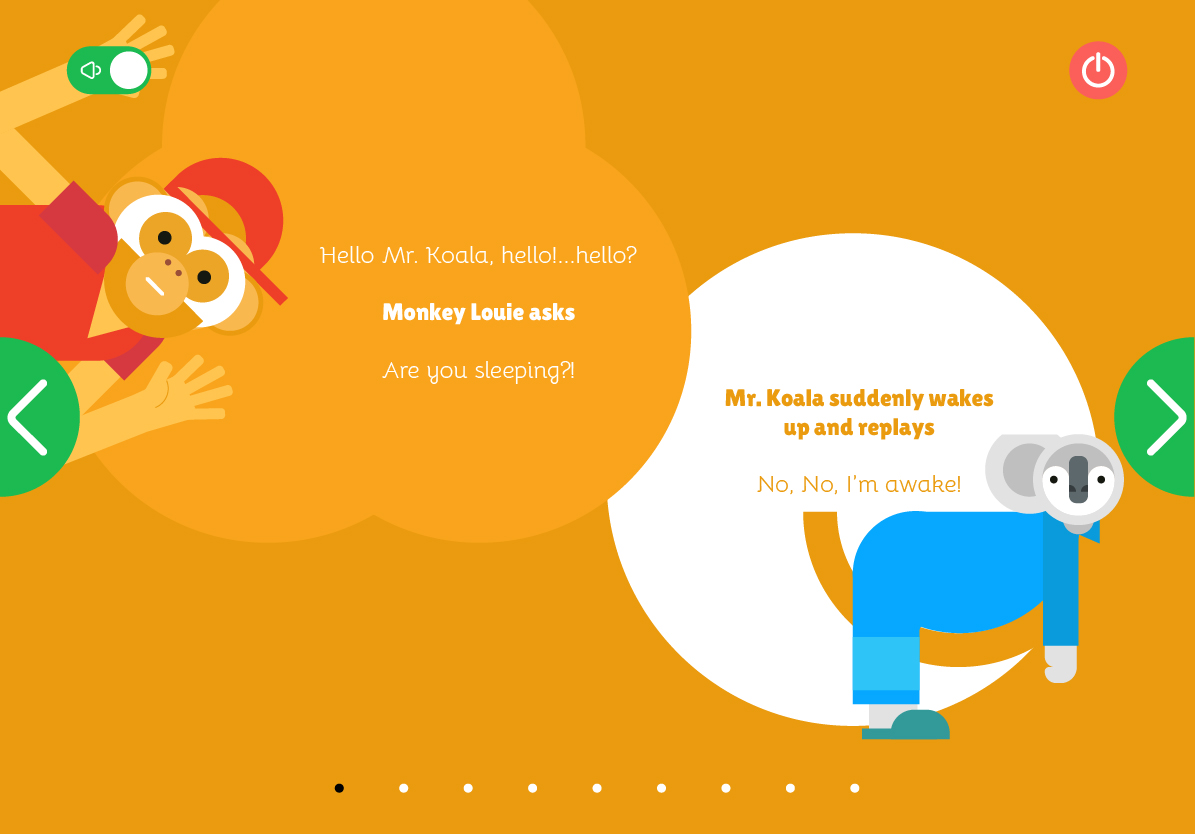 Hello Mr. Koala, hello!...hello?
Monkey Louie asks
Are you sleeping?!
Mr. Koala suddenly wakes
up and replays
No, No, I'm awake!